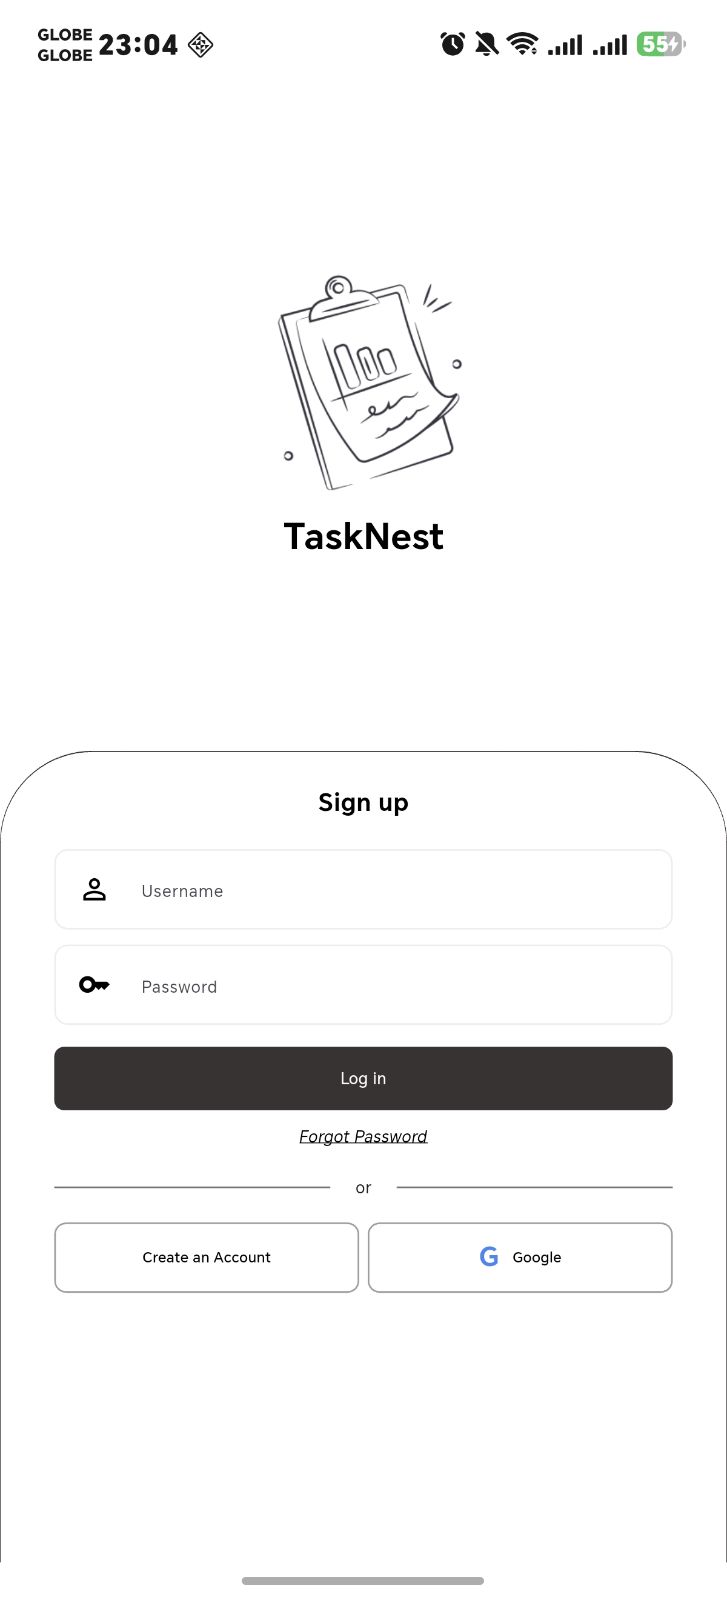 GLOBE
GLOBE
23:04
55
TaskNest
Sign up
Username
Password
Log in
Forgot Password
or
Create an Account
G Google